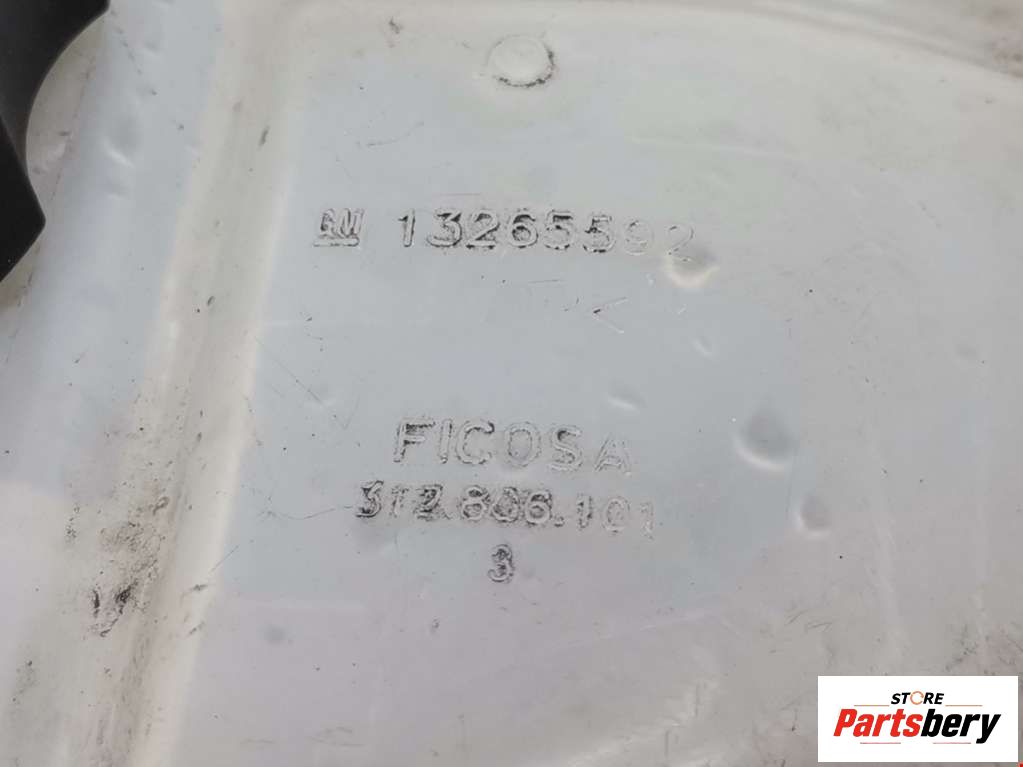 GM 13265592
FICOSA
312.806.101
3
STORE
Partsbery